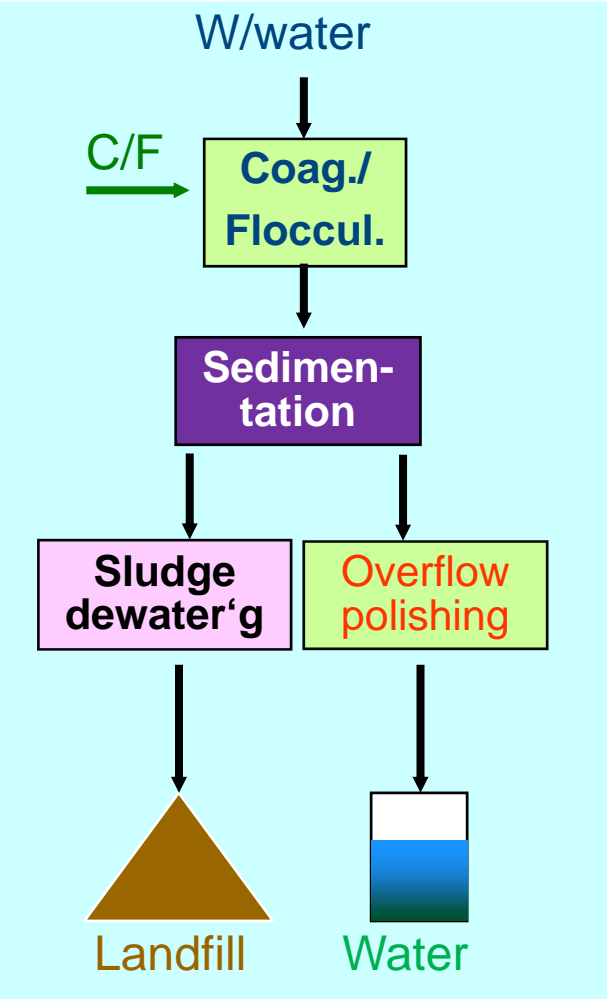 W/water
C/F
Coag./
Floccul.
Sedimen-
tation
Sludge
dewater‘g
Overflow
polishing
Landfill
Water